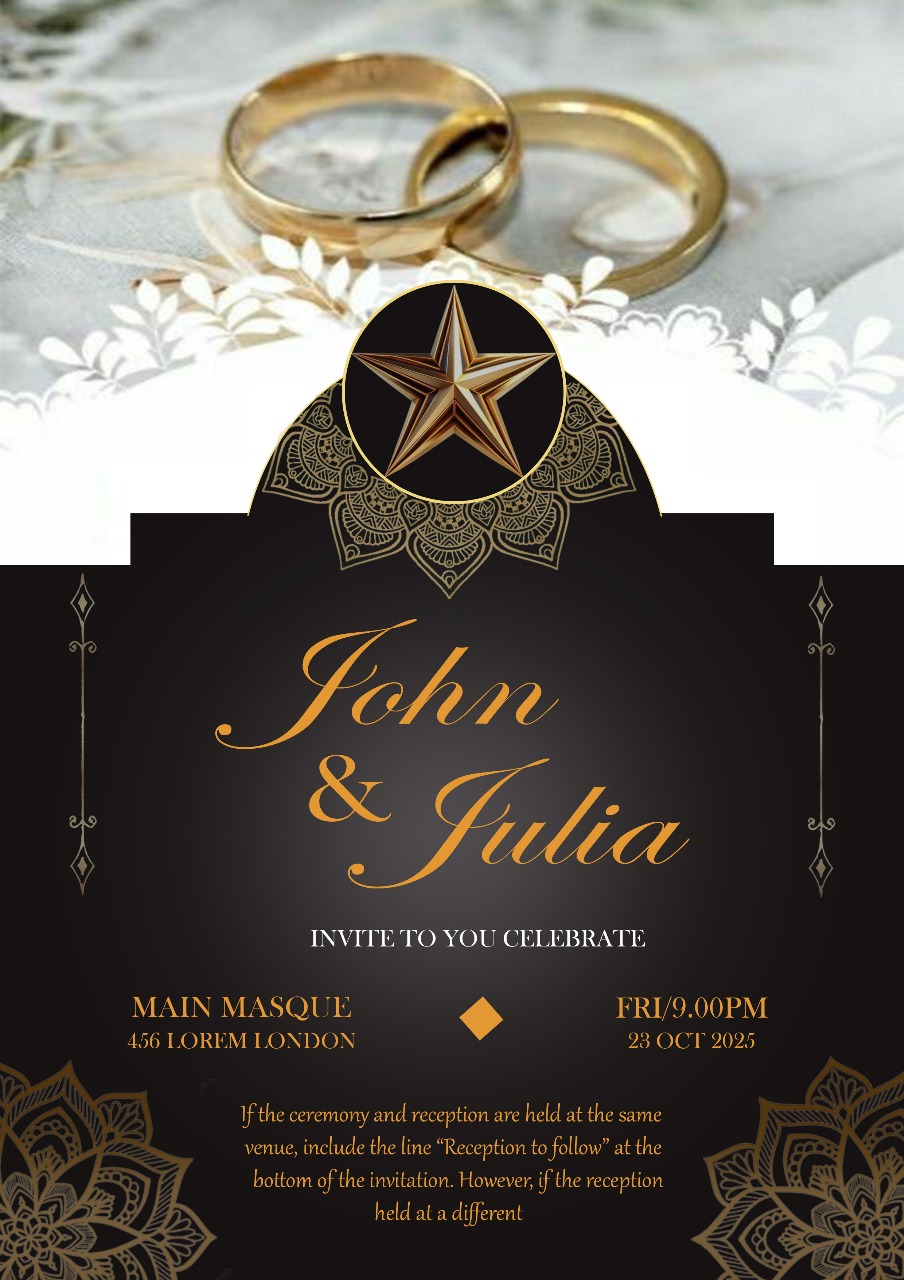 John
& Julia
INVITE TO YOU CELEBRATE
MAIN MASQUE
456 LOREM LONDON
FRI/9.00PM
23 OCT 2025
If the ceremony and reception are held at the same
venue, include the line “Reception to follow” at the
bottom of the invitation. However, if the reception
held at a different